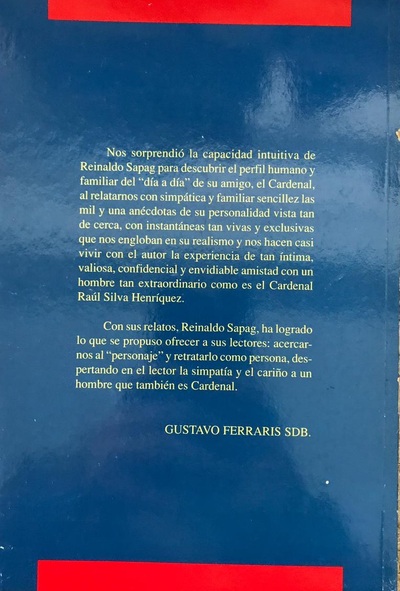 Nos sorprendió la capacidad intuitiva de
Reinaldo Sapag para descubrir el perfil humano y
familiar del "día a día" de su amigo, el Cardenal,
al relatarnos con simpática y familiar sencillez las
mil y una anécdotas de su personalidad vista tan
de cerca, con instantáneas tan vivas y exclusivas
que nos engloban en su realismo y nos hacen casi
vivir con el autor la experiencia de tan íntima,
valiosa, confidencial y envidiable amistad con un
hombre tan extraordinario como es el Cardenal
Raúl Silva Henríquez.
Con sus relatos, Reinaldo Sapag, ha logrado
lo que se propuso ofrecer a sus lectores: acercar-
nos al "personaje" y retratarlo como persona, des-
pertando en el lector la simpatía y el cariño a un
hombre que también es Cardenal.
GUSTAVO FERRARIS SDB.